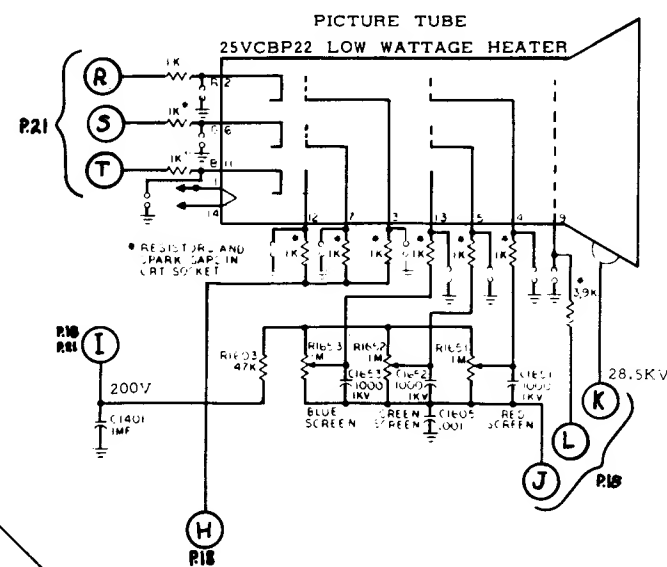 PICTURE TUBE
25VCBP22 LOW WATTAGE HEATER
R
1K
R 2
S
1K*
G 6
P.21
T
1K*
B 11
1
14
12 7 3 13 5 4 9
* RESISTORS AND
SPARK GAPS IN
CRT SOCKET
* 1K
* 1K
* 1K
* 1K
* 1K
* 1K
* 3.9K
P.18
P.21
I
200V
R1603
47K
R1653
1M
R1652
1M
R1651
1M
C1653
1000
1KV
C1652
1000
1KV
C1651
1000
1KV
28.5KV
C1401
1MF
BLUE
SCREEN
GREEN
SCREEN
C1605
.001
RED
SCREEN
K
L
J
P.18
H
P.18